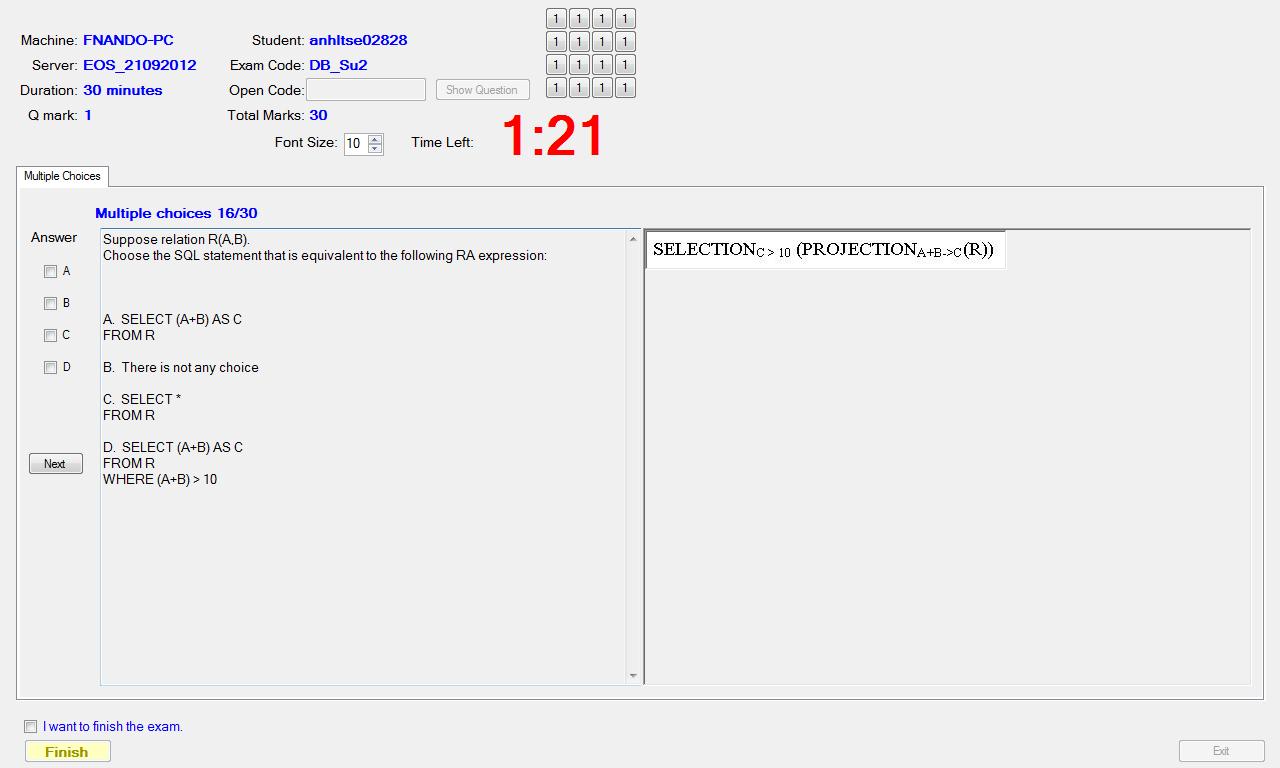 Machine: FNANDO-PC Student: anhltse02828
Server: EOS_21092012 Exam Code: DB_Su2
Duration: 30 minutes Open Code: Show Question
Q mark: 1 Total Marks: 30
1 1 1 1
1 1 1 1
1 1 1 1
1 1 1 1
Font Size: 10 Time Left: 1:21
Multiple Choices
Multiple choices 16/30
Answer
A
B
C
D
Next
Suppose relation R(A,B).
Choose the SQL statement that is equivalent to the following RA expression:
A. SELECT (A+B) AS C
FROM R
B. There is not any choice
C. SELECT *
FROM R
D. SELECT (A+B) AS C
FROM R
WHERE (A+B) > 10
SELECTIONC > 10 (PROJECTIONA+B->C(R))
I want to finish the exam.
Finish
Exit